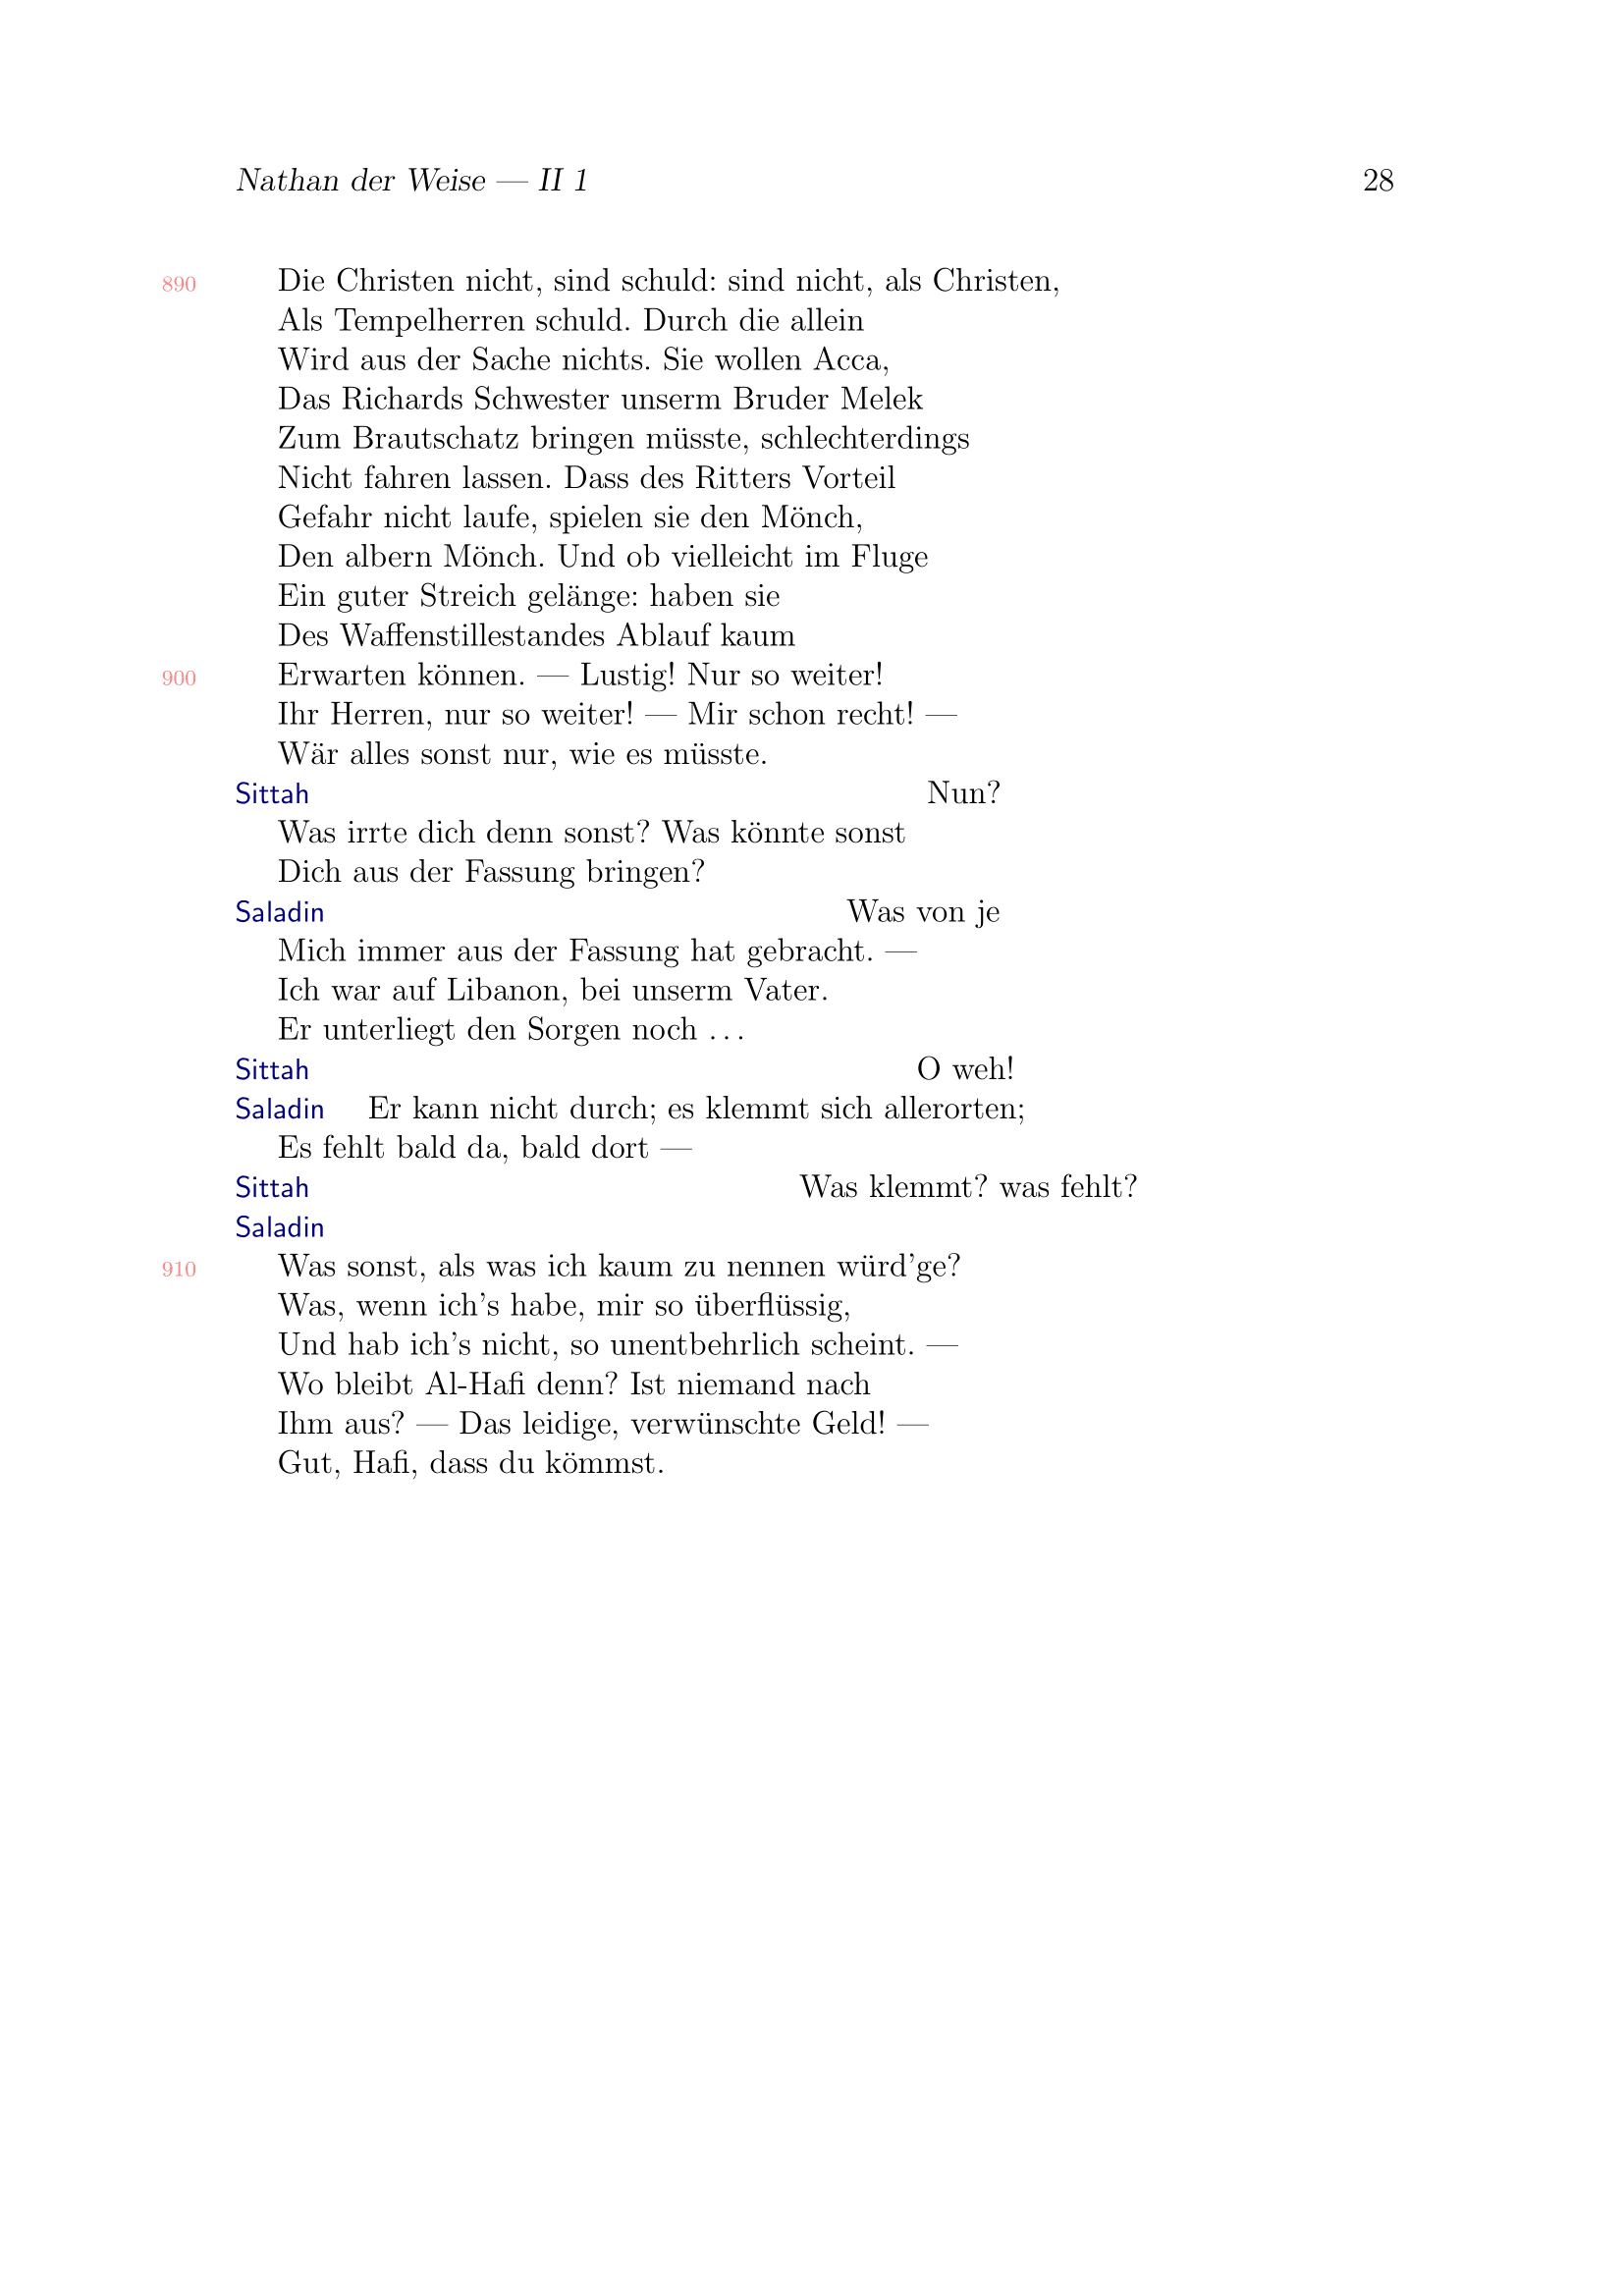 Nathan der Weise — II 1 28
890 Die Christen nicht, sind schuld: sind nicht, als Christen,
Als Tempelherren schuld. Durch die allein
Wird aus der Sache nichts. Sie wollen Acca,
Das Richards Schwester unserm Bruder Melek
Zum Brautschatz bringen müsste, schlechterdings
Nicht fahren lassen. Dass des Ritters Vorteil
Gefahr nicht laufe, spielen sie den Mönch,
Den albern Mönch. Und ob vielleicht im Fluge
Ein guter Streich gelänge: haben sie
Des Waffenstillestandes Ablauf kaum
900 Erwarten können. — Lustig! Nur so weiter!
Ihr Herren, nur so weiter! — Mir schon recht! —
Wär alles sonst nur, wie es müsste.
Sittah Nun?
Was irrte dich denn sonst? Was könnte sonst
Dich aus der Fassung bringen?
Saladin Was von je
Mich immer aus der Fassung hat gebracht. —
Ich war auf Libanon, bei unserm Vater.
Er unterliegt den Sorgen noch . . .
Sittah O weh!
Saladin Er kann nicht durch; es klemmt sich allerorten;
Es fehlt bald da, bald dort —
Sittah Was klemmt? was fehlt?
Saladin
910 Was sonst, als was ich kaum zu nennen würd'ge?
Was, wenn ich's habe, mir so überflüssig,
Und hab ich's nicht, so unentbehrlich scheint. —
Wo bleibt Al-Hafi denn? Ist niemand nach
Ihm aus? — Das leidige, verwünschte Geld! —
Gut, Hafi, dass du kömmst.